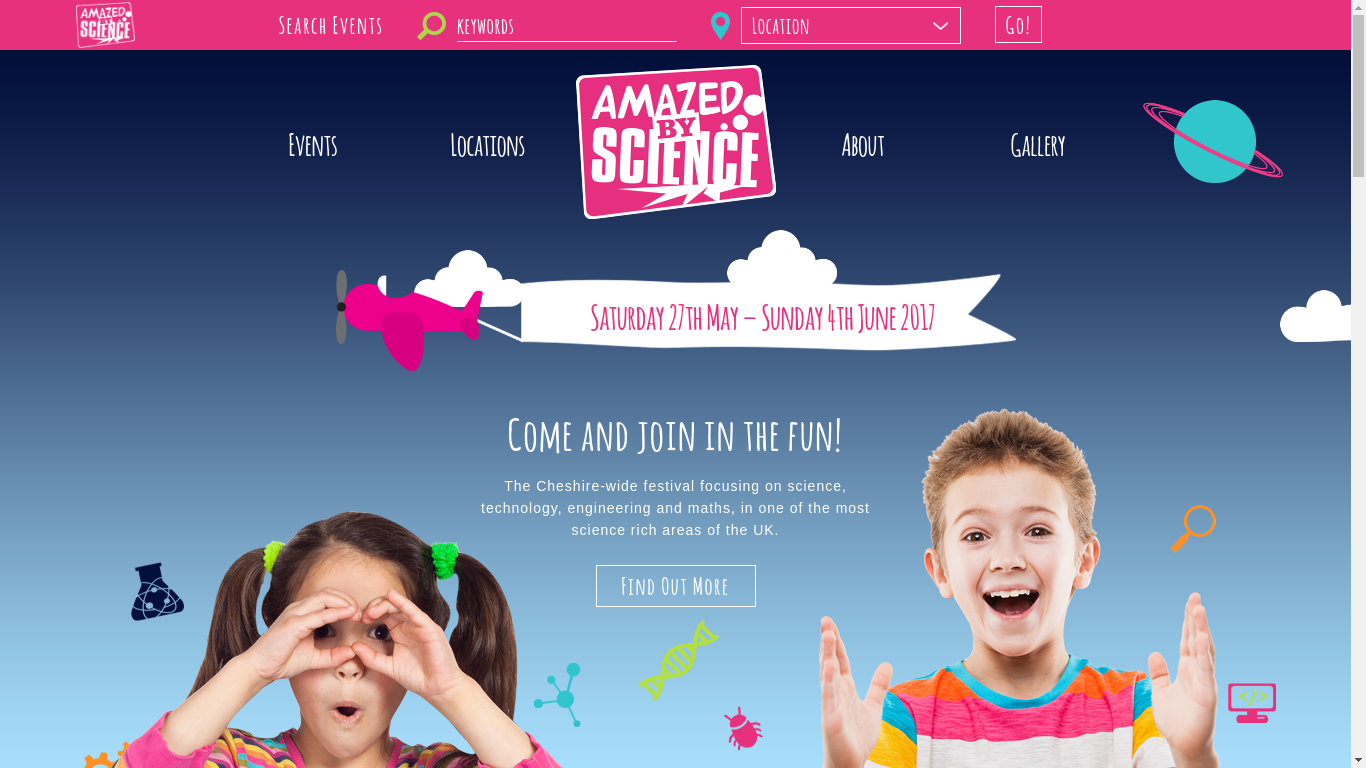 AMAZED
BY
SCIENCE
Search Events
keywords
Location
Go!
Events
Locations
AMAZED
BY
SCIENCE
About
Gallery
Saturday 27th May – Sunday 4th June 2017
Come and join in the fun!
The Cheshire-wide festival focusing on science,
technology, engineering and maths, in one of the most
science rich areas of the UK.
Find Out More
</>